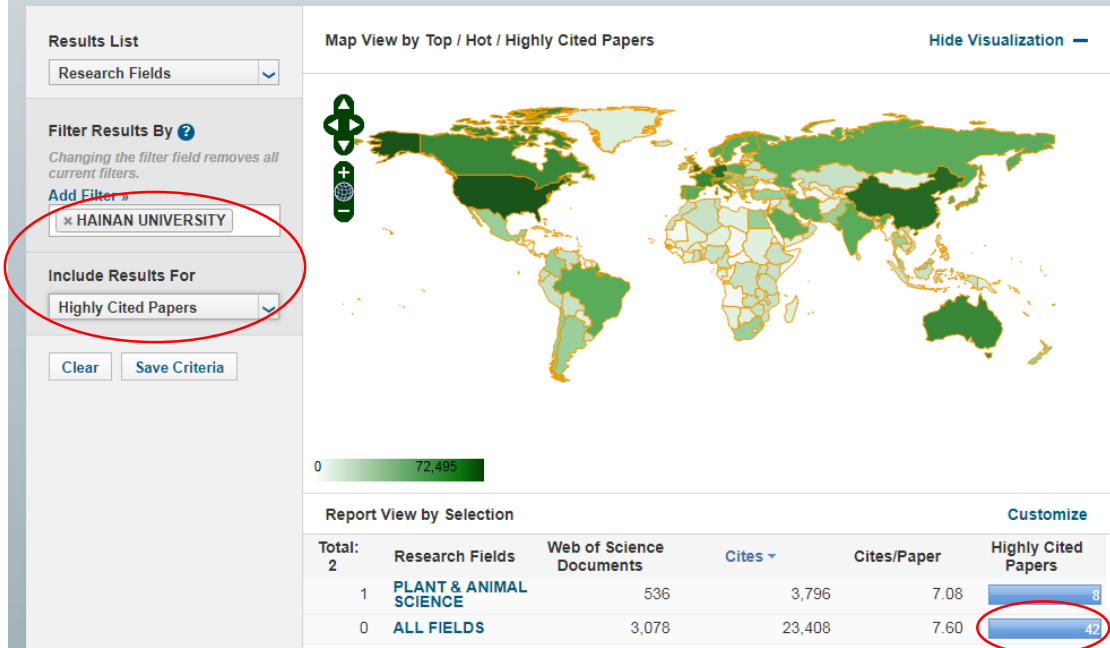 Results List
Research Fields
Filter Results By ?
Changing the filter field removes all
current filters.
Add Filter »
× HAINAN UNIVERSITY
Include Results For
Highly Cited Papers
Clear Save Criteria
Map View by Top / Hot / Highly Cited Papers
Hide Visualization —
+
−
0 72,495
Report View by Selection
Customize
Total:
2
Research Fields
Web of Science
Documents
Cites
Cites/Paper
Highly Cited
Papers
1 PLANT & ANIMAL
SCIENCE 536 3,796 7.08 8
0 ALL FIELDS 3,078 23,408 7.60 42